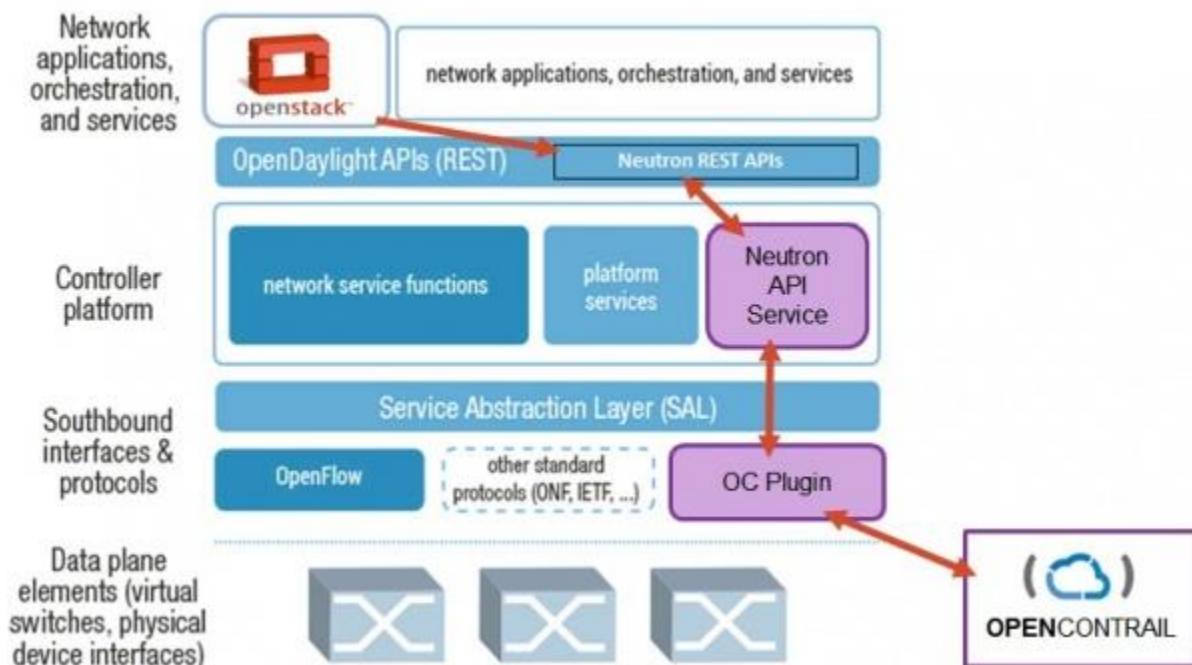 Network
applications,
orchestration,
and services
openstack™
network applications, orchestration, and services
OpenDaylight APIs (REST)
Neutron REST APIs
Controller
platform
network service functions
platform
services
Neutron
API
Service
Southbound
interfaces &
protocols
Service Abstraction Layer (SAL)
OpenFlow
other standard
protocols (ONF, IETF, ...)
OC Plugin
Data plane
elements (virtual
switches, physical
device interfaces)
OPENCONTRAIL